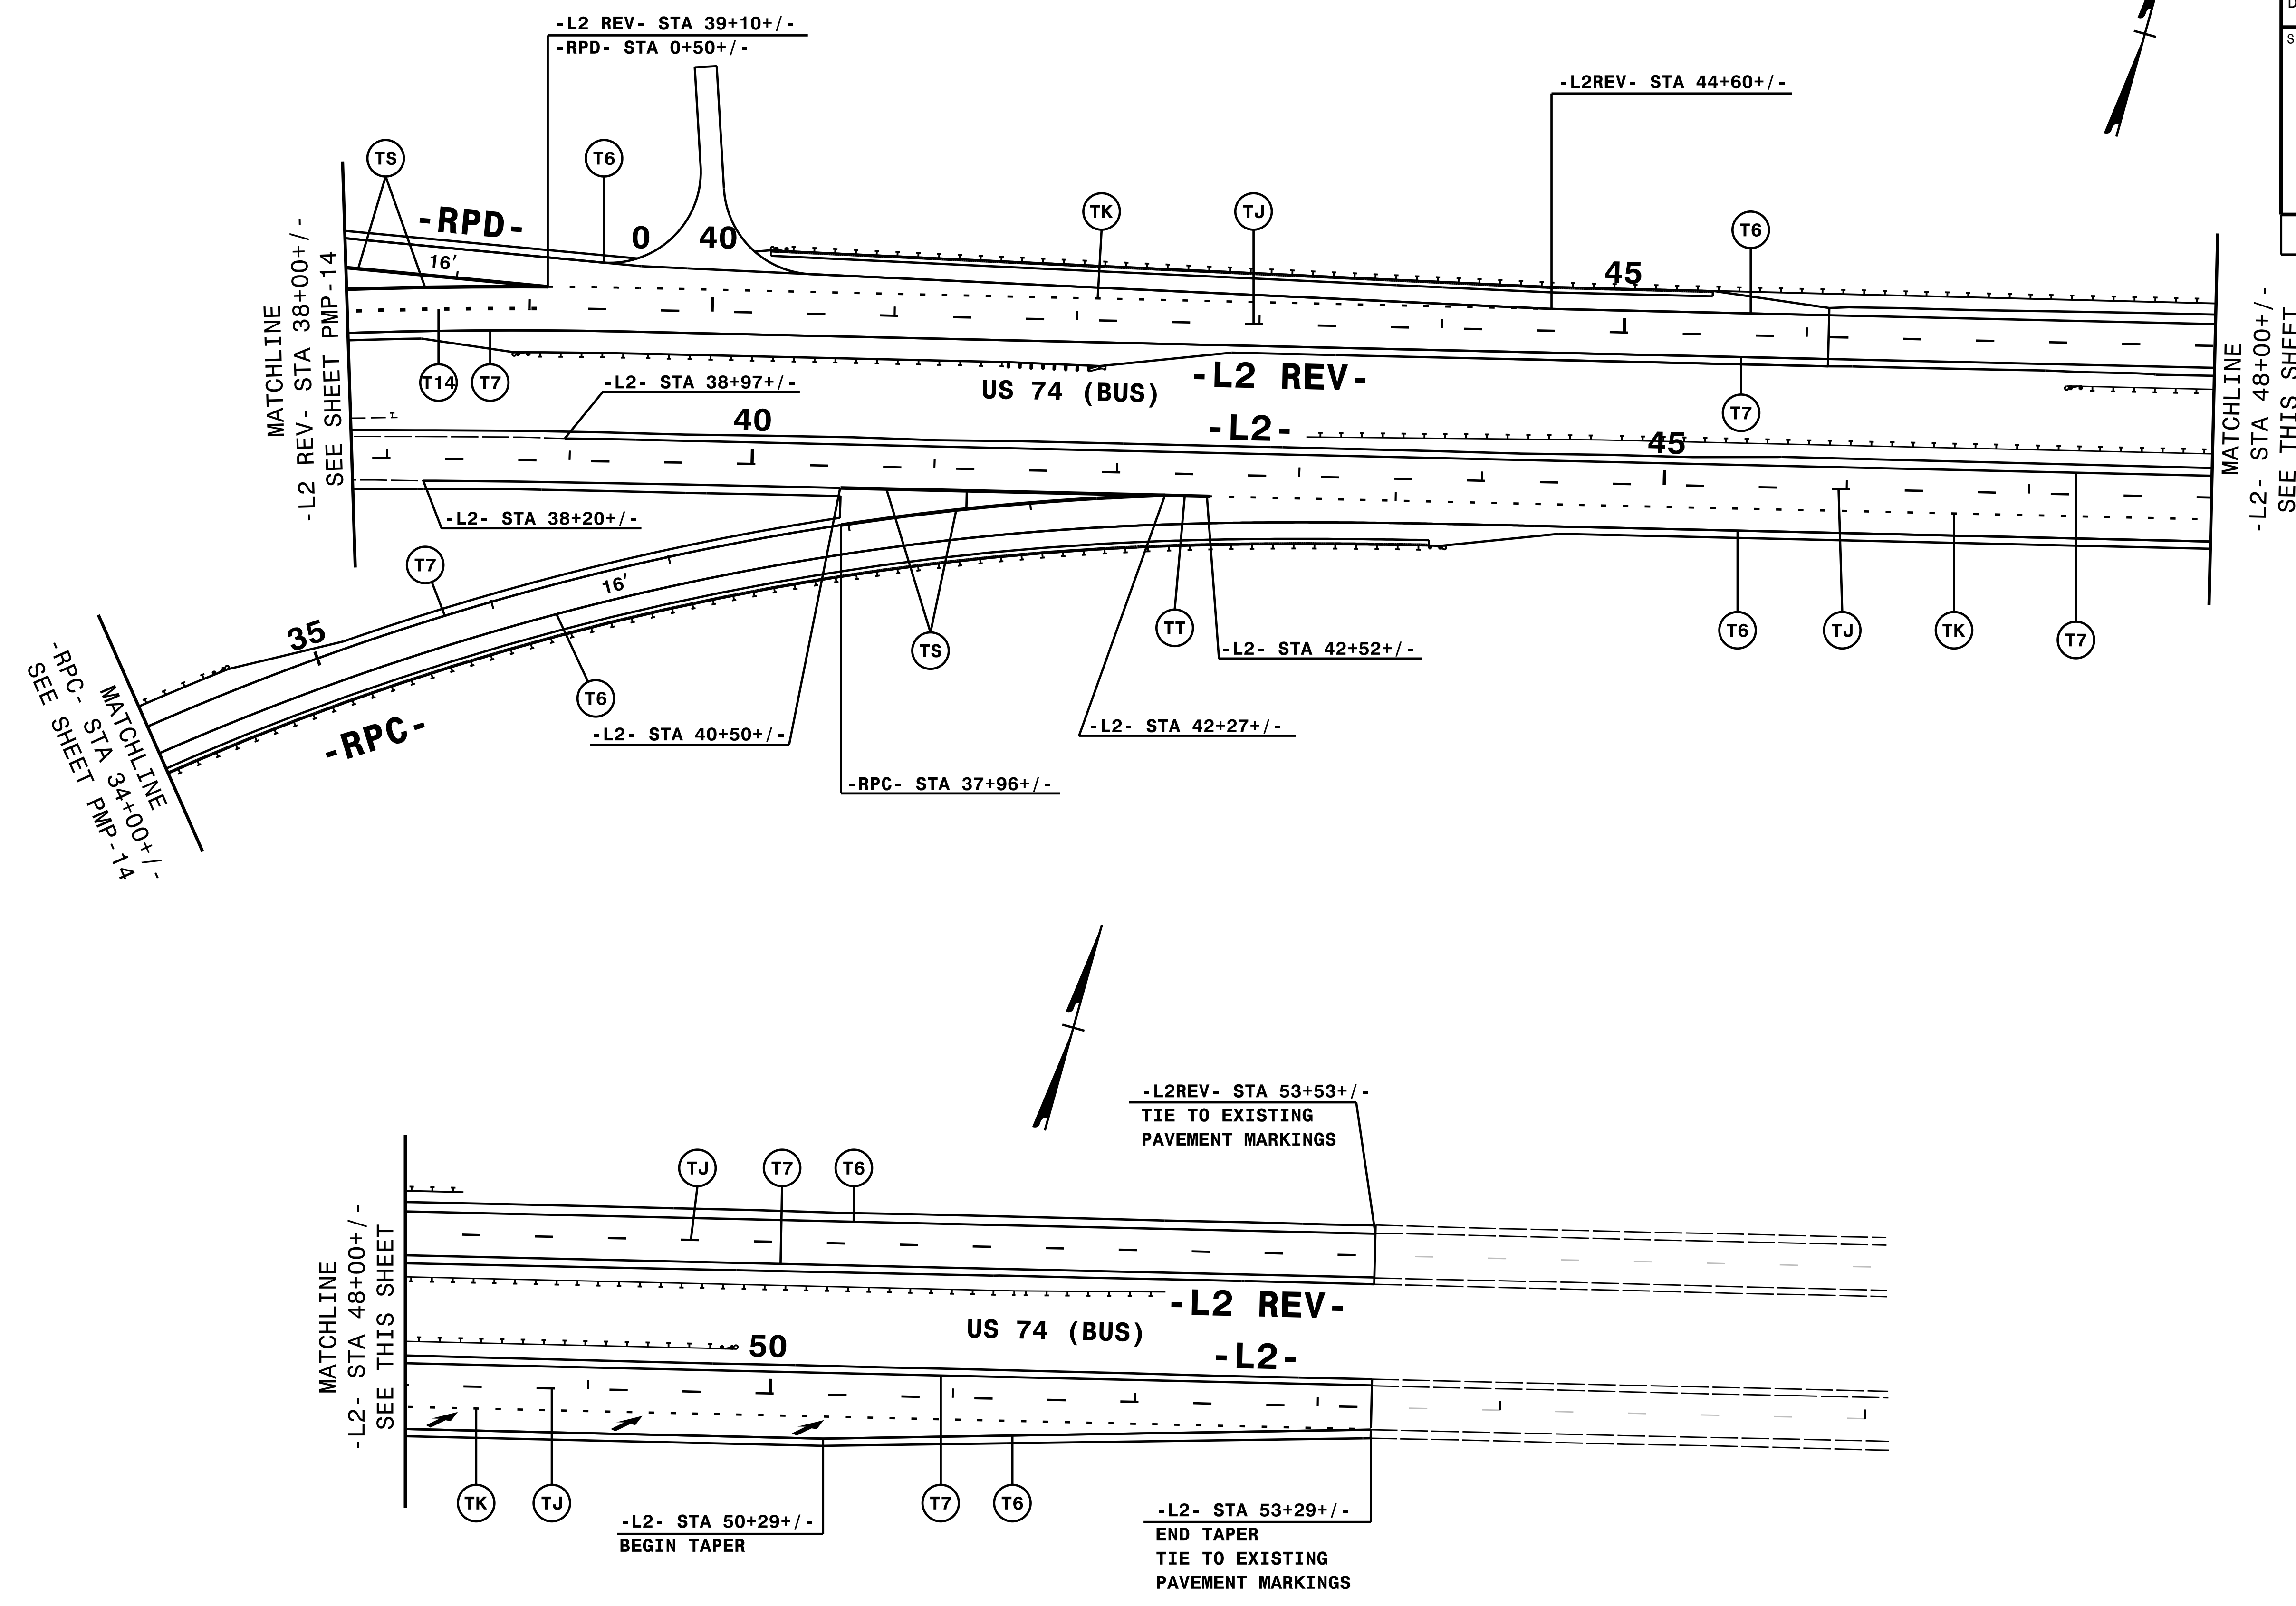 -L2 REV- STA 39+10+/-
-RPD- STA 0+50+/-
-L2REV- STA 44+60+/-
TS
T6
TK
TJ
T6
-RPD-
0
40
45
16'
MATCHLINE
-L2 REV- STA 38+00+/-
SEE SHEET PMP-14
T14
T7
-L2- STA 38+97+/-
US 74 (BUS)
-L2 REV-
T7
40
-L2-
45
MATCHLINE
-L2- STA 48+00+/-
SEE THIS SHEET
-L2- STA 38+20+/-
T7
16'
35
TS
TT
T6
TJ
TK
T7
-L2- STA 42+52+/-
T6
-RPC-
-L2- STA 40+50+/-
-L2- STA 42+27+/-
-RPC- STA 37+96+/-
MATCHLINE
-RPC- STA 34+00+/-
SEE SHEET PMP-14
-L2REV- STA 53+53+/-
TIE TO EXISTING
PAVEMENT MARKINGS
TJ
T7
T6
MATCHLINE
-L2- STA 48+00+/-
SEE THIS SHEET
-L2 REV-
US 74 (BUS)
50
-L2-
TK
TJ
T7
T6
-L2- STA 50+29+/-
BEGIN TAPER
-L2- STA 53+29+/-
END TAPER
TIE TO EXISTING
PAVEMENT MARKINGS